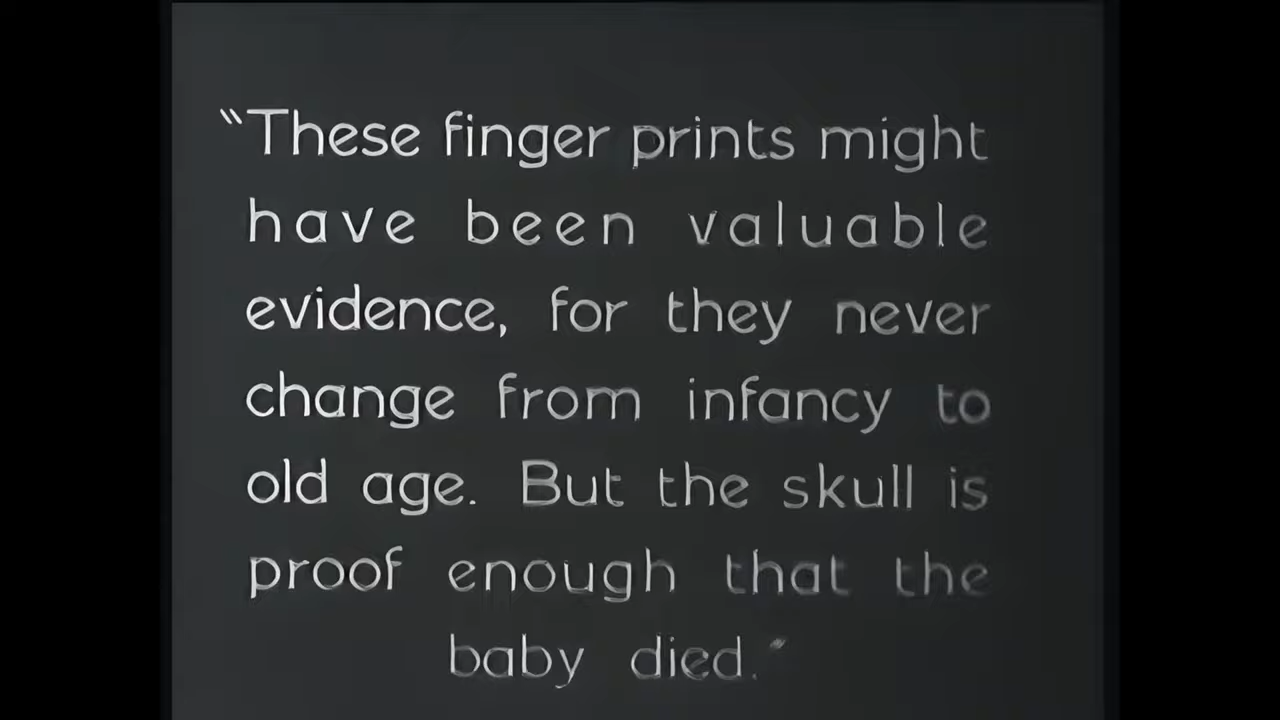 “These finger prints might
have been valuable
evidence, for they never
change from infancy to
old age. But the skull is
proof enough that the
baby died.”